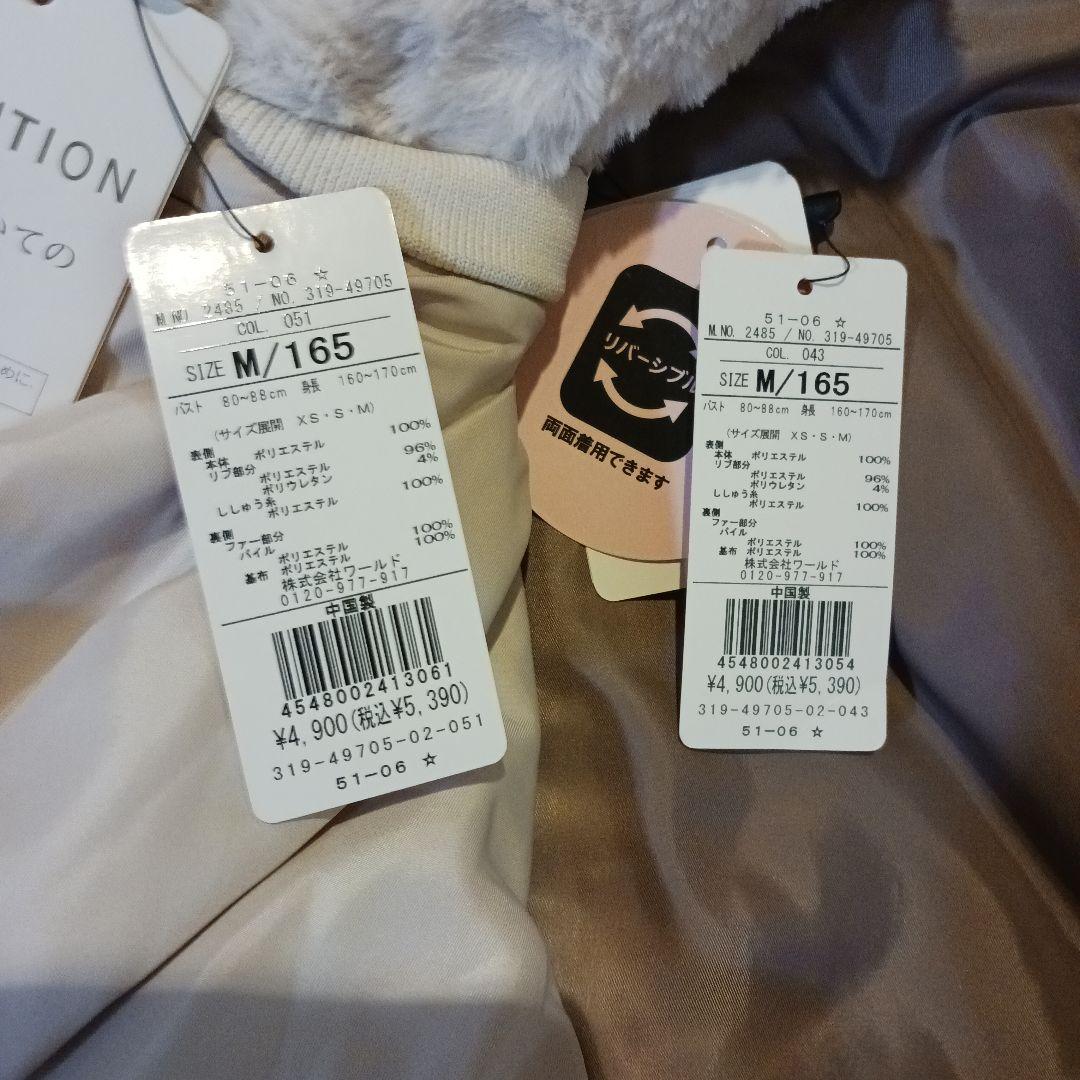 NTION
いての
めに.
51-06 ☆
M.NO. 2485 / NO. 319-49705
COL. 051
SIZE M/165
バスト 80~88cm 身長 160~170cm
(サイズ展開 XS・S・M)
表側
本体 ポリエステル 100%
リブ部分
ポリエステル 96%
ポリウレタン 4%
ししゅう糸
ポリエステル 100%
裏側
ファー部分
パイル ポリエステル 100%
基布 ポリエステル 100%
株式会社ワールド
0120-977-917
中国製
4548002413061
¥4,900(税込¥5,390)
319-49705-02-051
51-06 ☆
リバーシブル
両面着用できます
51-06 ☆
M.NO. 2485 / NO. 319-49705
COL. 043
SIZE M/165
バスト 80~88cm 身長 160~170cm
(サイズ展開 XS・S・M)
表側
本体 ポリエステル 100%
リブ部分
ポリエステル 96%
ポリウレタン 4%
ししゅう糸
ポリエステル 100%
裏側
ファー部分
パイル ポリエステル 100%
基布 ポリエステル 100%
株式会社ワールド
0120-977-917
中国製
4548002413054
¥4,900(税込¥5,390)
319-49705-02-043
51-06 ☆